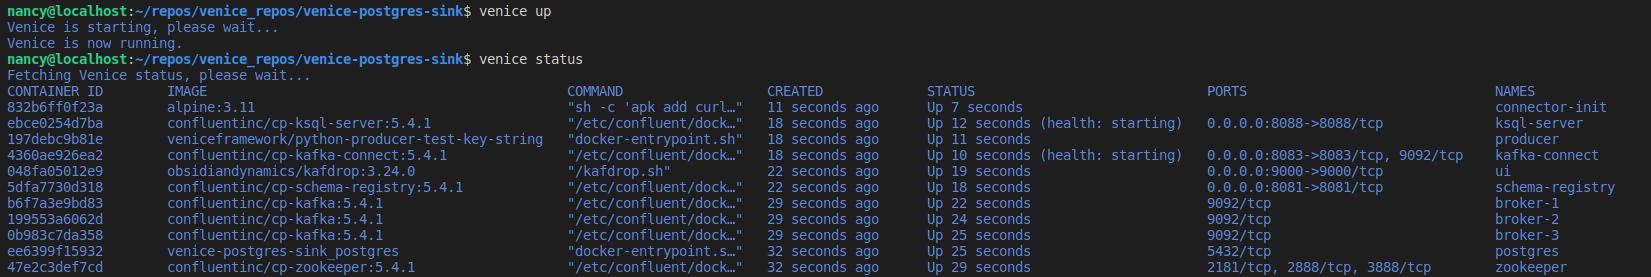 nancy@localhost:~/repos/venice_repos/venice-postgres-sink$ venice up
Venice is starting, please wait...
Venice is now running.
nancy@localhost:~/repos/venice_repos/venice-postgres-sink$ venice status
Fetching Venice status, please wait...
CONTAINER ID        IMAGE                                             COMMAND                  CREATED             STATUS                             PORTS                               NAMES
832b6ff0f23a        alpine:3.11                                       "sh -c 'apk add curl…"   11 seconds ago      Up 7 seconds                                                           connector-init
ebce0254d7ba        confluentinc/cp-ksql-server:5.4.1                 "/etc/confluent/dock…"   18 seconds ago      Up 12 seconds (health: starting)   0.0.0.0:8088->8088/tcp              ksql-server
197debc9b81e        veniceframework/python-producer-test-key-string   "docker-entrypoint.sh"   18 seconds ago      Up 11 seconds                                                          producer
4360ae926ea2        confluentinc/cp-kafka-connect:5.4.1               "/etc/confluent/dock…"   18 seconds ago      Up 10 seconds (health: starting)   0.0.0.0:8083->8083/tcp, 9092/tcp    kafka-connect
048fa05012e9        obsidiandynamics/kafdrop:3.24.0                   "/kafdrop.sh"            22 seconds ago      Up 19 seconds                      0.0.0.0:9000->9000/tcp              ui
5dfa7730d318        confluentinc/cp-schema-registry:5.4.1             "/etc/confluent/dock…"   22 seconds ago      Up 18 seconds                      0.0.0.0:8081->8081/tcp              schema-registry
b6f7a3e9bd83        confluentinc/cp-kafka:5.4.1                       "/etc/confluent/dock…"   29 seconds ago      Up 22 seconds                      9092/tcp                            broker-1
199553a6062d        confluentinc/cp-kafka:5.4.1                       "/etc/confluent/dock…"   29 seconds ago      Up 24 seconds                      9092/tcp                            broker-2
0b983c7da358        confluentinc/cp-kafka:5.4.1                       "/etc/confluent/dock…"   29 seconds ago      Up 25 seconds                      9092/tcp                            broker-3
ee6399f15932        venice-postgres-sink_postgres                     "docker-entrypoint.s…"   32 seconds ago      Up 25 seconds                      5432/tcp                            postgres
47e2c3def7cd        confluentinc/cp-zookeeper:5.4.1                   "/etc/confluent/dock…"   32 seconds ago      Up 29 seconds                      2181/tcp, 2888/tcp, 3888/tcp        zookeeper